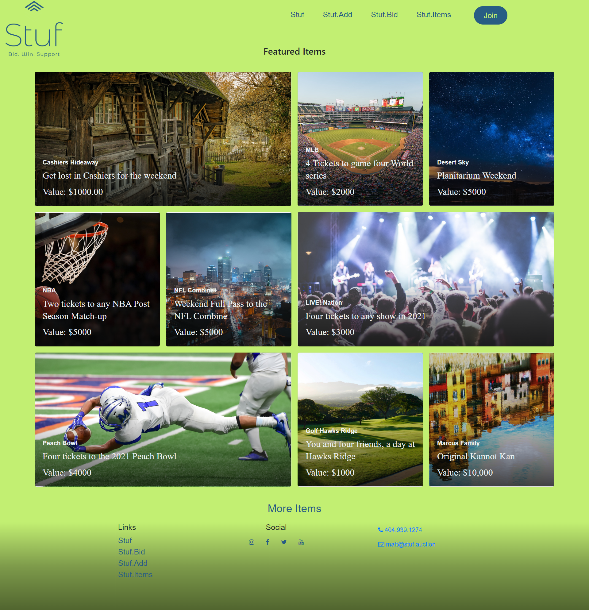 Stuf
Bid. Win. Support
Stuf Stuf.Add Stuf.Bid Stuf.Items Join
Featured Items
Cashiers Hideaway
Get lost in Cashiers for the weekend
Value: $1000.00
MLB
4 Tickets to game four World
series
Value: $2000
Desert Sky
Planitarium Weekend
Value: $5000
NBA
Two tickets to any NBA Post
Season Match-up
Value: $5000
NFL Combine
Weekend Full Pass to the
NFL Combine
Value: $5000
LIVE! Nation
Four tickets to any show in 2021
Value: $3000
Peach Bowl
Four tickets to the 2021 Peach Bowl
Value: $4000
Golf Hawks Ridge
You and four friends, a day at
Hawks Ridge
Value: $1000
Marcus Family
Original Kannot Kan
Value: $10,000
More Items
Links
Stuf
Stuf.Bid
Stuf.Add
Stuf.Items
Social